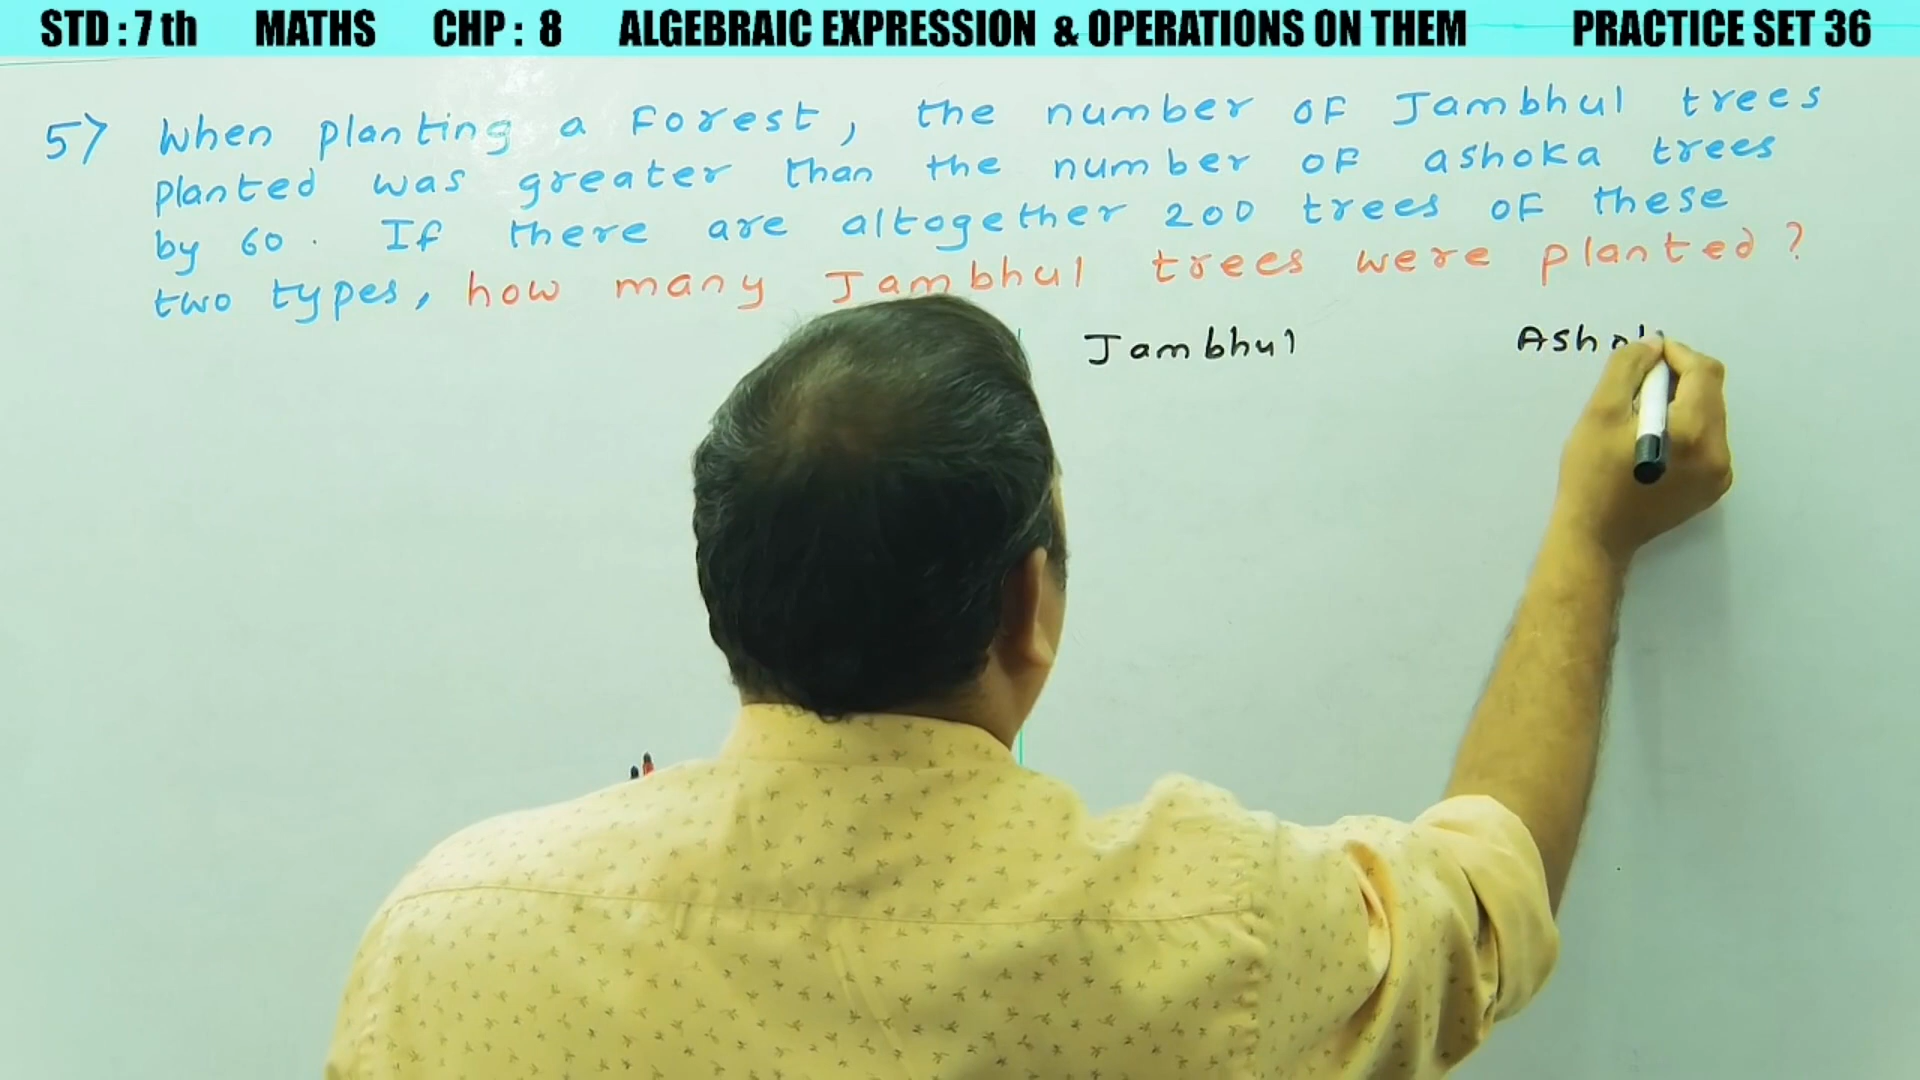 STD : 7 th MATHS CHP : 8 ALGEBRAIC EXPRESSION & OPERATIONS ON THEM PRACTICE SET 36
5) When planting a Forest, the number of Jambhul trees
planted was greater than the number of ashoka trees
by 60. If there are altogether 200 trees of these
two types, how many Jambhul trees were planted?
Jambhul